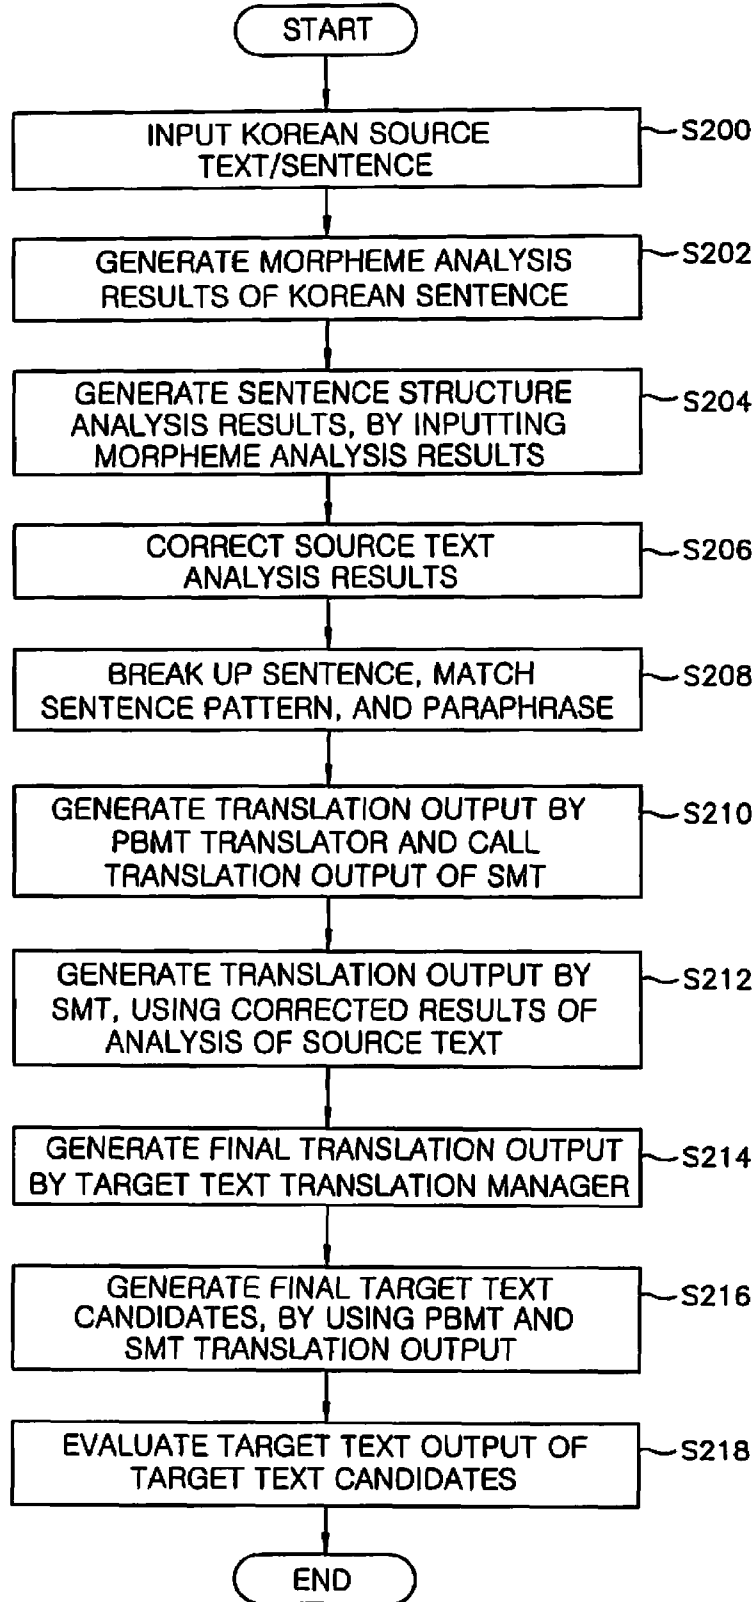 START
INPUT KOREAN SOURCE
TEXT/SENTENCE
S200
GENERATE MORPHEME ANALYSIS
RESULTS OF KOREAN SENTENCE
S202
GENERATE SENTENCE STRUCTURE
ANALYSIS RESULTS, BY INPUTTING
MORPHEME ANALYSIS RESULTS
S204
CORRECT SOURCE TEXT
ANALYSIS RESULTS
S206
BREAK UP SENTENCE, MATCH
SENTENCE PATTERN, AND PARAPHRASE
S208
GENERATE TRANSLATION OUTPUT BY
PBMT TRANSLATOR AND CALL
TRANSLATION OUTPUT OF SMT
S210
GENERATE TRANSLATION OUTPUT BY
SMT, USING CORRECTED RESULTS OF
ANALYSIS OF SOURCE TEXT
S212
GENERATE FINAL TRANSLATION OUTPUT
BY TARGET TEXT TRANSLATION MANAGER
S214
GENERATE FINAL TARGET TEXT
CANDIDATES, BY USING PBMT AND
SMT TRANSLATION OUTPUT
S216
EVALUATE TARGET TEXT OUTPUT OF
TARGET TEXT CANDIDATES
S218
END